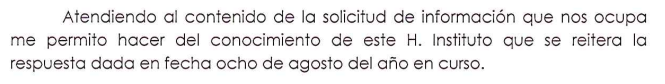 Atendiendo al contenido de la solicitud de información que nos ocupa
me permito hacer del conocimiento de este H. Instituto que se reitera la
respuesta dada en fecha ocho de agosto del año en curso.